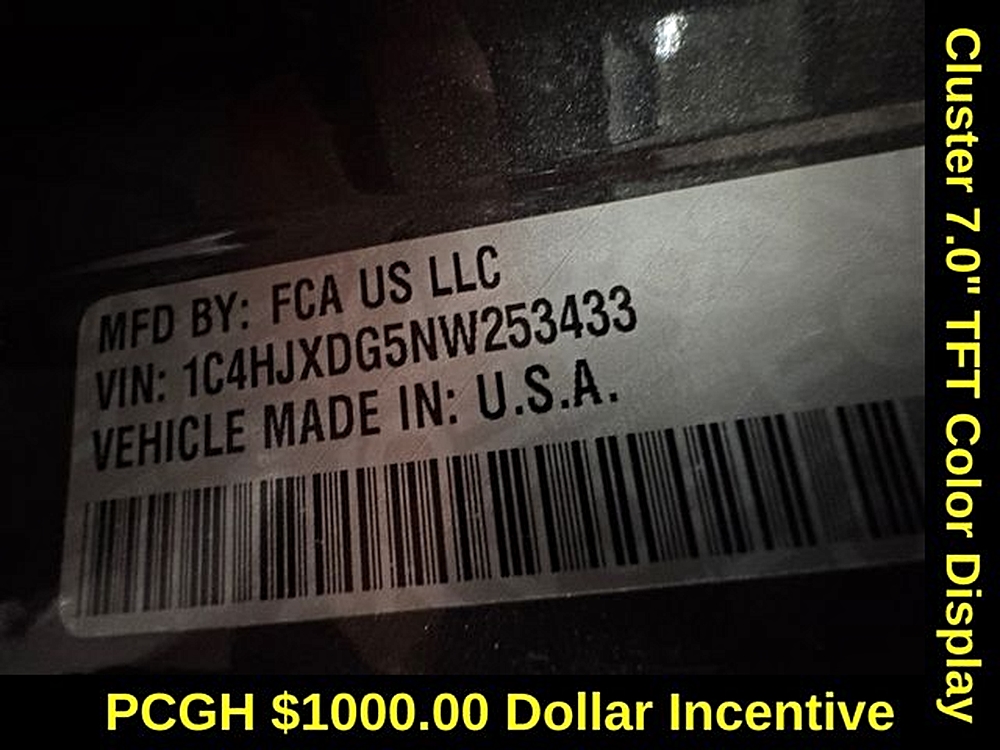 MFD BY: FCA US LLC
VIN: 1C4HJXDG5NW253433
VEHICLE MADE IN: U.S.A.
Cluster 7.0" TFT Color Display
PCGH $1000.00 Dollar Incentive